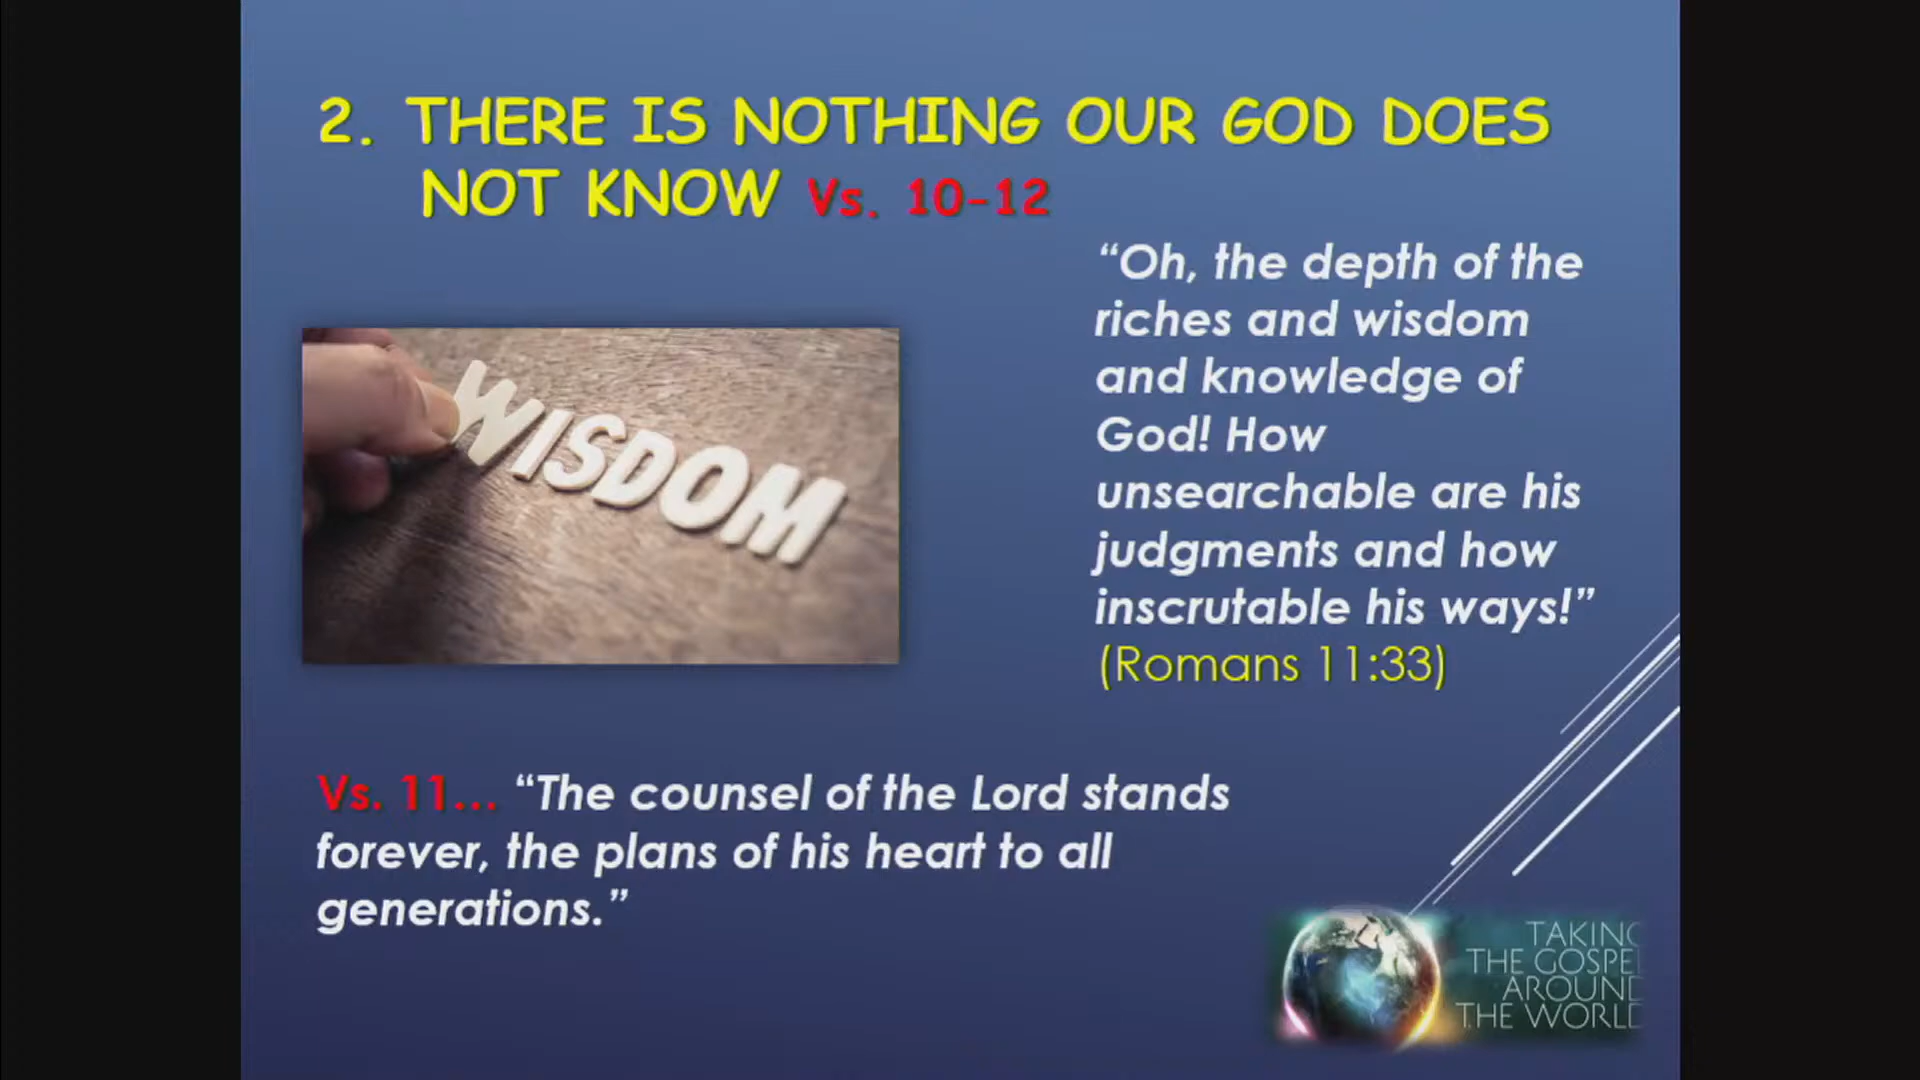 2. THERE IS NOTHING OUR GOD DOES
NOT KNOW Vs. 10-12
WISDOM
“Oh, the depth of the
riches and wisdom
and knowledge of
God! How
unsearchable are his
judgments and how
inscrutable his ways!”
(Romans 11:33)
Vs. 11... “The counsel of the Lord stands
forever, the plans of his heart to all
generations.”
TAKING
THE GOSPEL
AROUND
THE WORLD